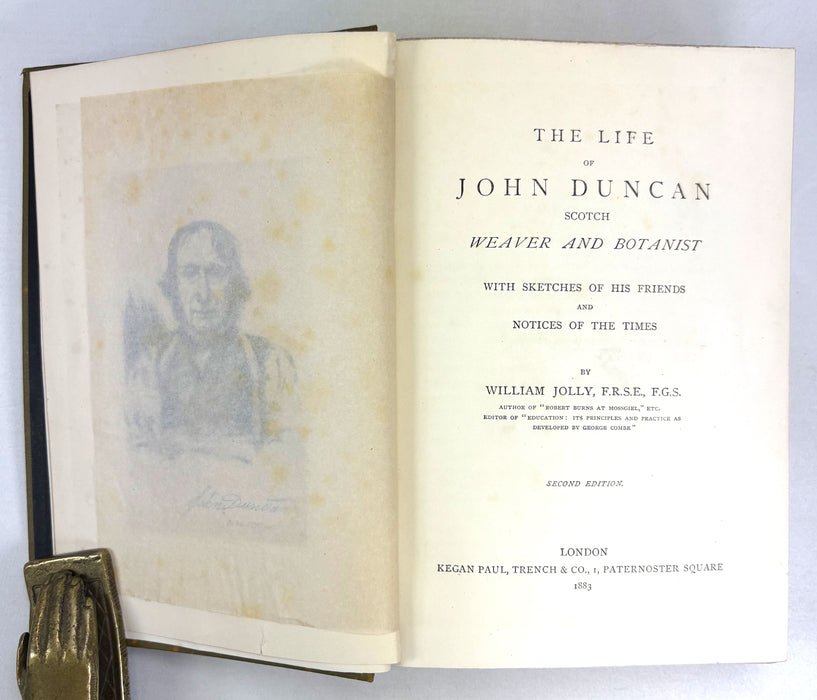 John Duncan
THE LIFE
OF
JOHN DUNCAN
SCOTCH
WEAVER AND BOTANIST
WITH SKETCHES OF HIS FRIENDS
AND
NOTICES OF THE TIMES
BY
WILLIAM JOLLY, F.R.S.E., F.G.S.
AUTHOR OF "ROBERT BURNS AT MOSSGIEL," ETC.
EDITOR OF "EDUCATION: ITS PRINCIPLES AND PRACTICE AS
DEVELOPED BY GEORGE COMBE"
SECOND EDITION.
LONDON
KEGAN PAUL, TRENCH & CO., 1, PATERNOSTER SQUARE
1883